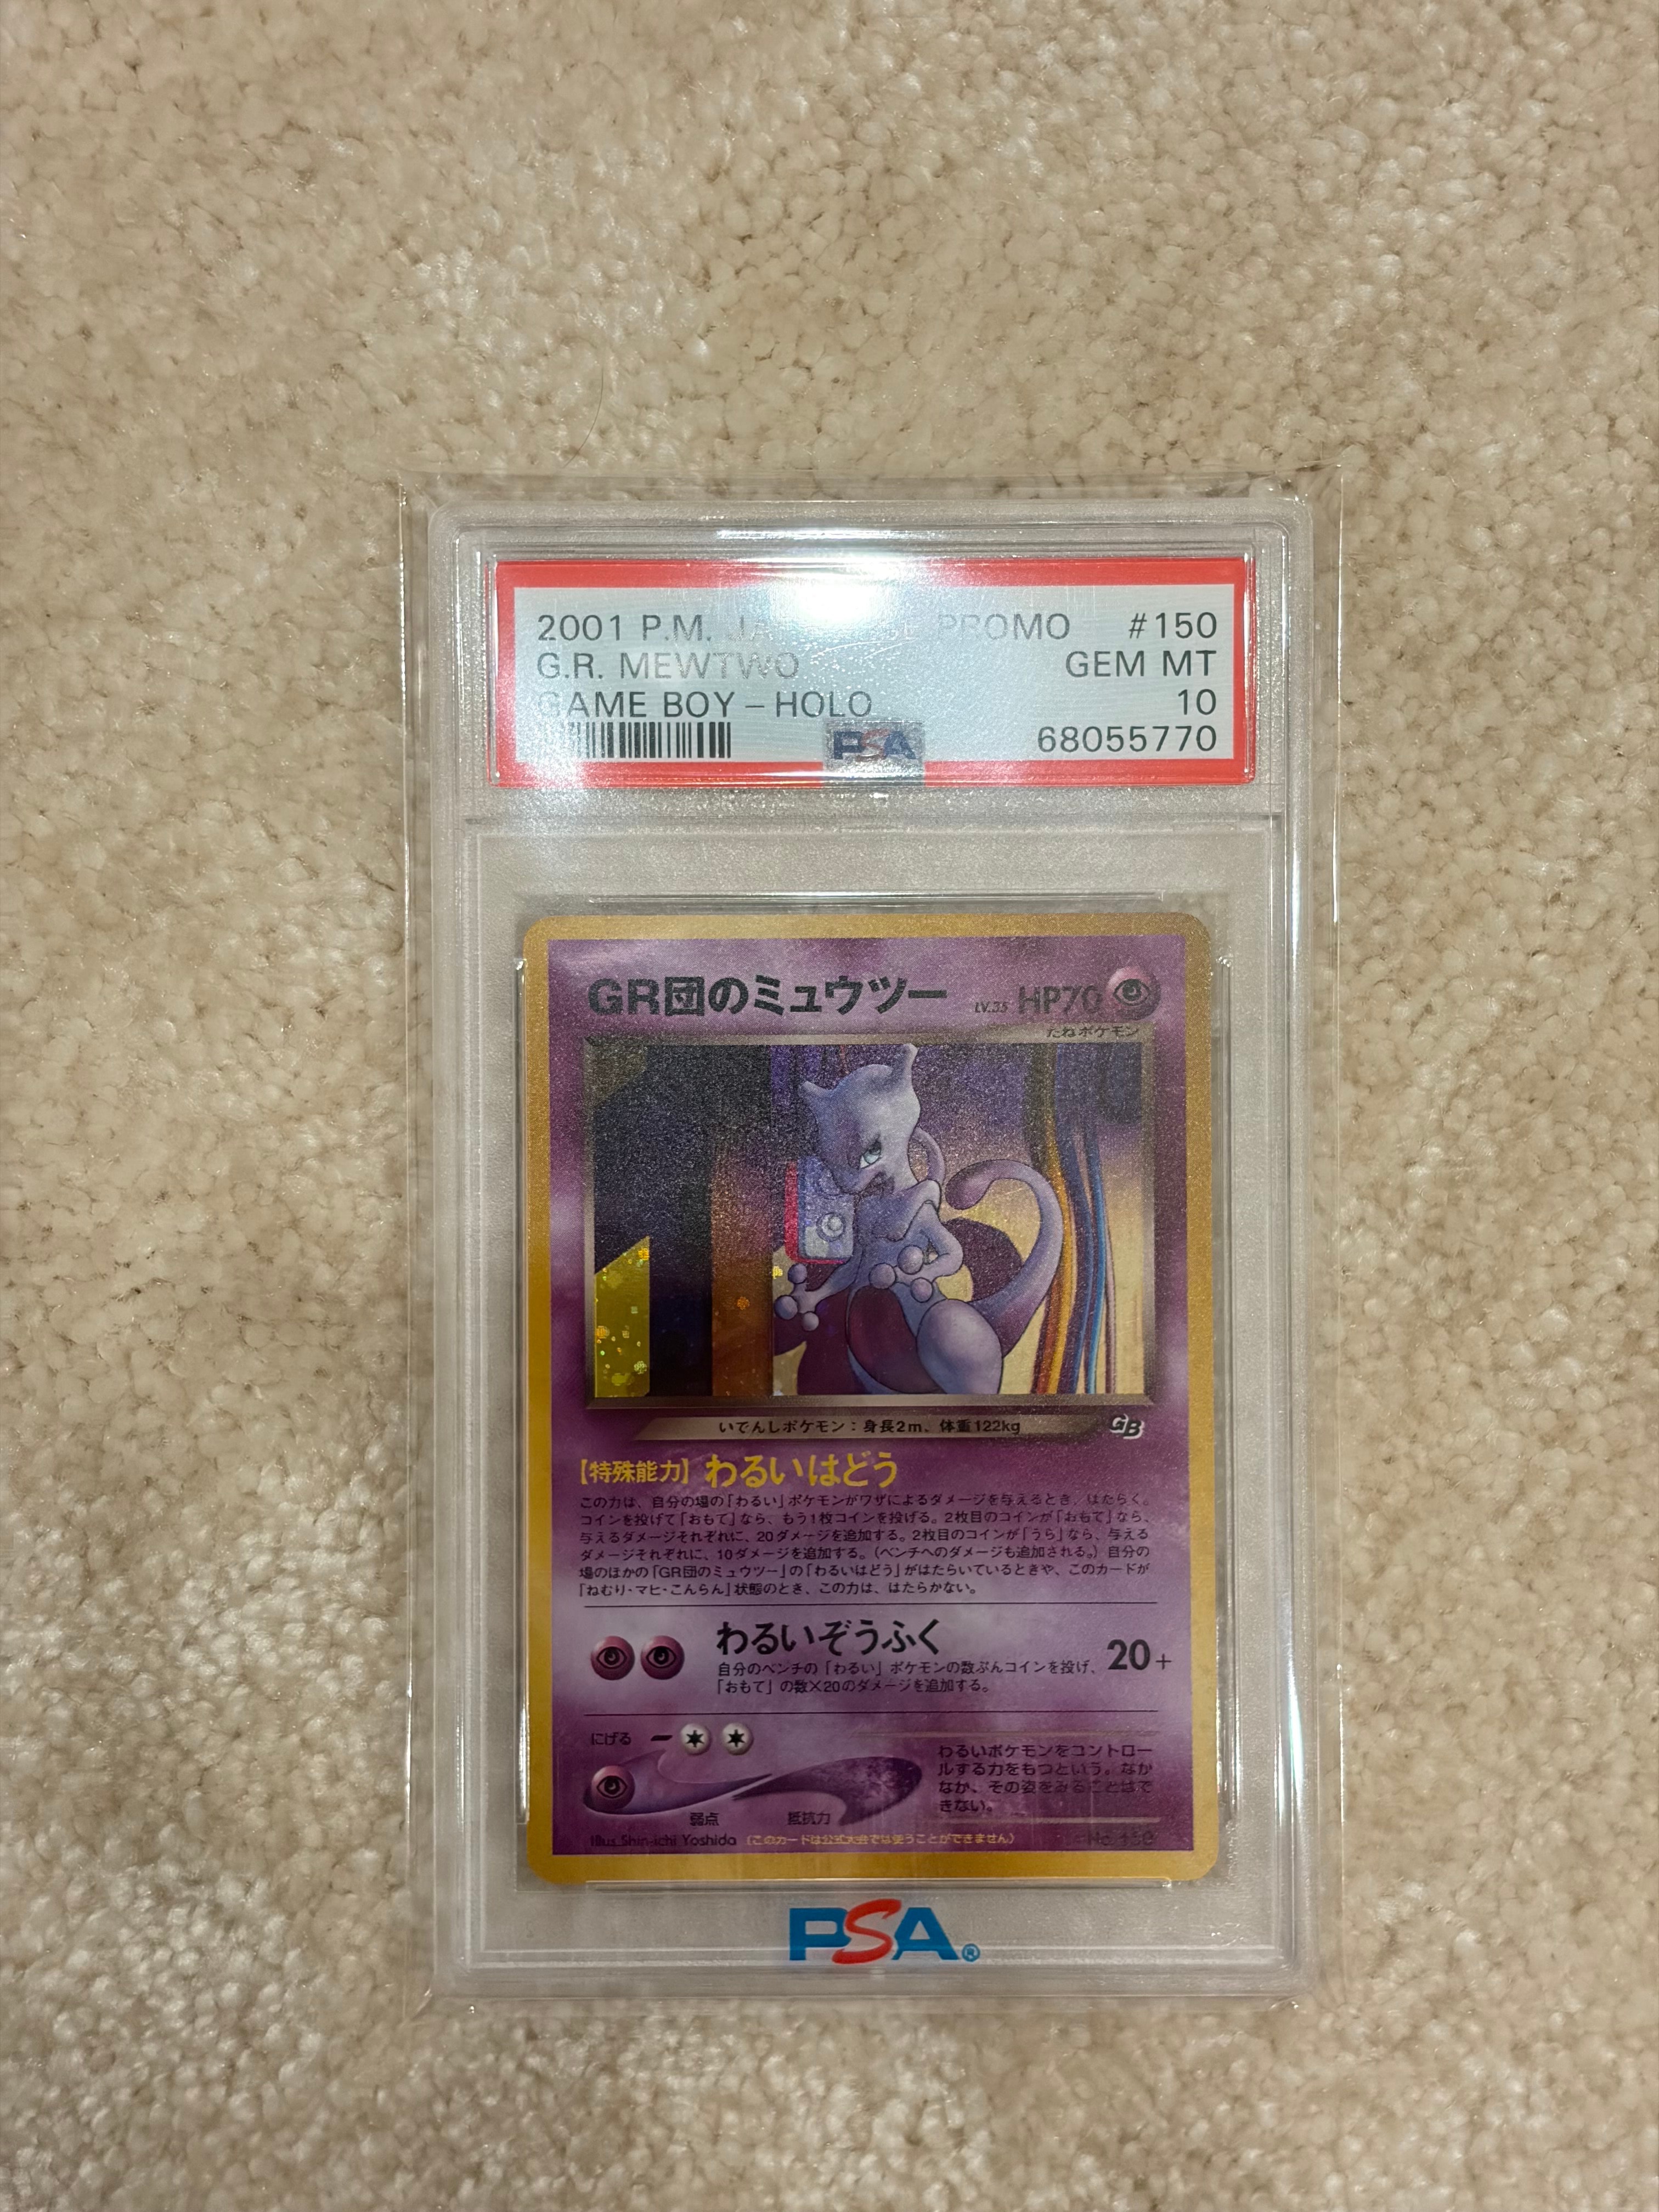 2001 P.M. JA PROMO #150
G.R. MEWTWO GEM MT
GAME BOY - HOLO 10
PSA 68055770
GR団のミュウツー LV.35 HP70
たねポケモン
いでんしポケモン：身長2m、体重122kg GB
【特殊能力】わるいはどう
この力は、自分の場の「わるい」ポケモンがワザによるダメージを与えるとき、はたらく。
コインを投げて「おもて」なら、もう1枚コインを投げる。2枚目のコインが「おもて」なら、
与えるダメージそれぞれに、20ダメージを追加する。2枚目のコインが「うら」なら、与える
ダメージそれぞれに、10ダメージを追加する。（ベンチへのダメージも追加される。）自分の
場のほかの「GR団のミュウツー」の「わるいはどう」がはたらいているときや、このカードが
「ねむり・マヒ・こんらん」状態のとき、この力は、はたらかない。
わるいぞうふく 20+
自分のベンチの「わるい」ポケモンの数ぶんコインを投げ、
「おもて」の数×20のダメージを追加する。
にげる
わるいポケモンをコントロー
ルする力をもつという。なか
なか、その姿をみることはで
きない。
弱点 抵抗力
Illus. Shin-ichi Yoshida （このカードは公式大会では使うことができません） No.150
PSA®